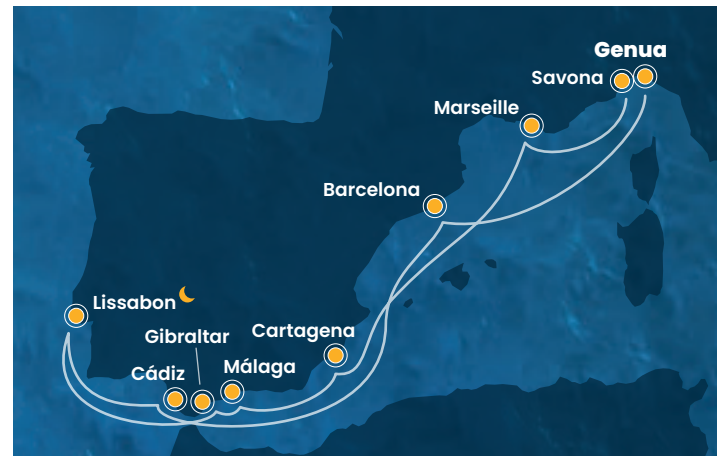 Genua
Savona
Marseille
Barcelona
Lissabon
Gibraltar
Cartagena
Cádiz
Málaga